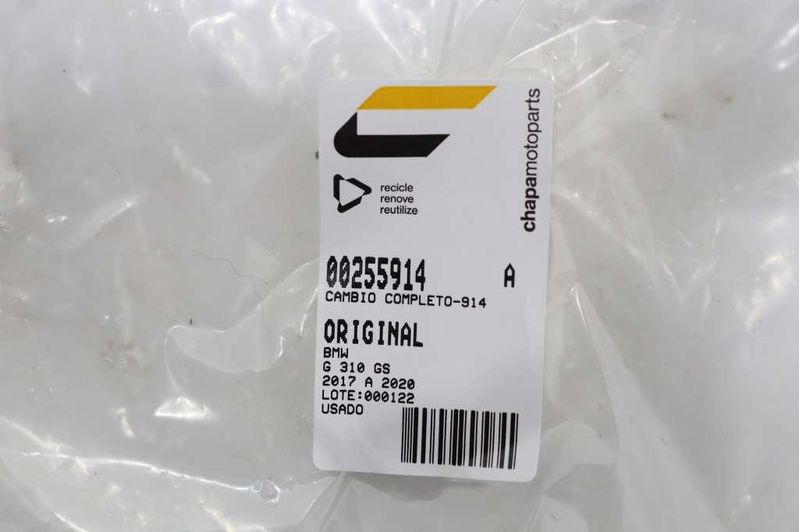 chapamotoparts
recicle
renove
reutilize
00255914 A
CAMBIO COMPLETO-914
ORIGINAL
BMW
G 310 GS
2017 A 2020
LOTE:000122
USADO